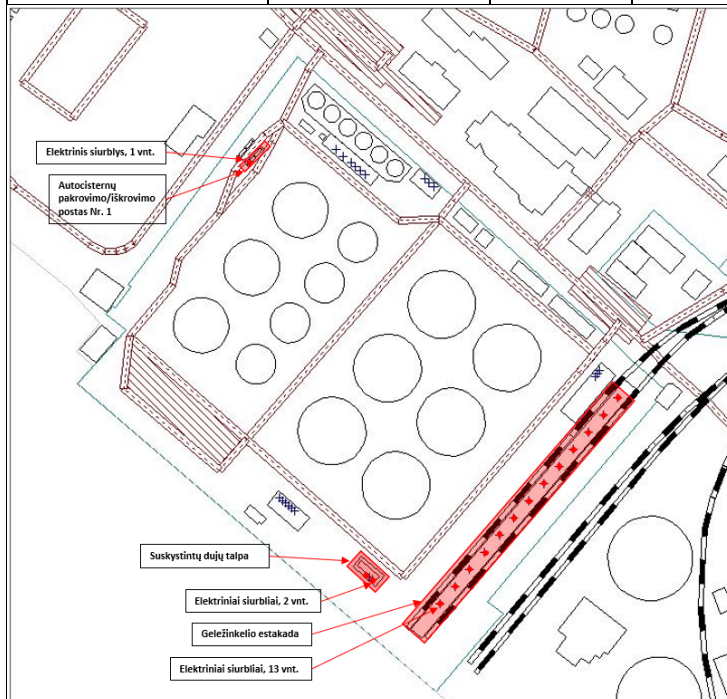 Elektrinis siurblys, 1 vnt.
Autocisternų
pakrovimo/iškrovimo
postas Nr. 1
Suskystintų dujų talpa
Elektriniai siurbliai, 2 vnt.
Geležinkelio estakada
Elektriniai siurbliai, 13 vnt.